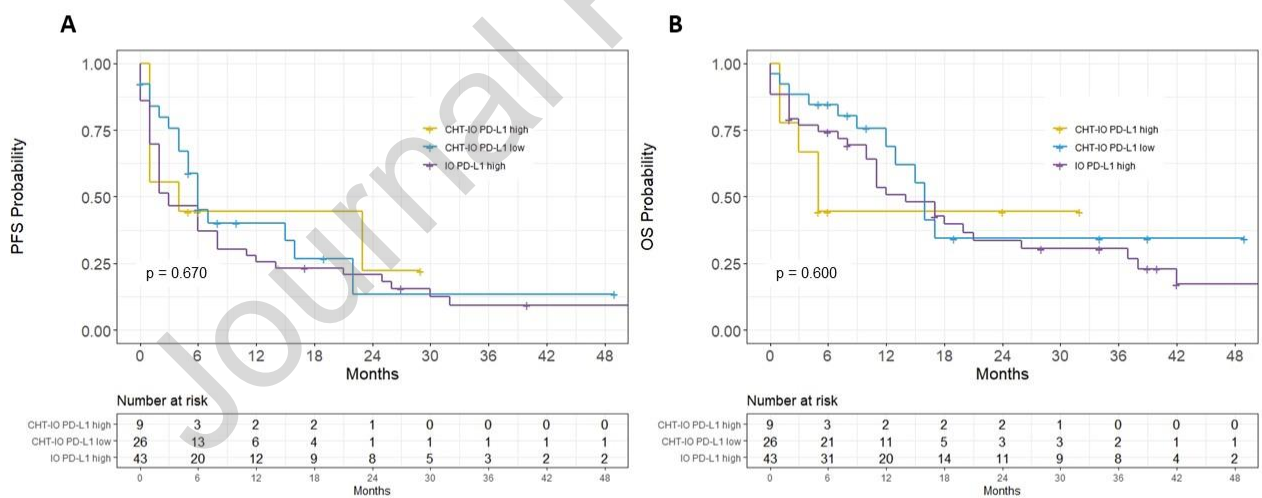 A
PFS Probability
1.00
0.75
0.50
0.25
0.00
CHT-IO PD-L1 high
CHT-IO PD-L1 low
IO PD-L1 high
p = 0.670
0 6 12 18 24 30 36 42 48
Months
Number at risk
CHT-IO PD-L1 high 9 3 2 2 1 0 0 0 0
CHT-IO PD-L1 low 26 13 6 4 1 1 1 1 1
IO PD-L1 high 43 20 12 9 8 5 3 2 2
0 6 12 18 24 30 36 42 48
Months
B
OS Probability
1.00
0.75
0.50
0.25
0.00
CHT-IO PD-L1 high
CHT-IO PD-L1 low
IO PD-L1 high
p = 0.600
0 6 12 18 24 30 36 42 48
Months
Number at risk
CHT-IO PD-L1 high 9 3 2 2 2 1 0 0 0
CHT-IO PD-L1 low 26 21 11 5 3 3 2 1 1
IO PD-L1 high 43 31 20 14 11 9 8 4 2
0 6 12 18 24 30 36 42 48
Months
Journal